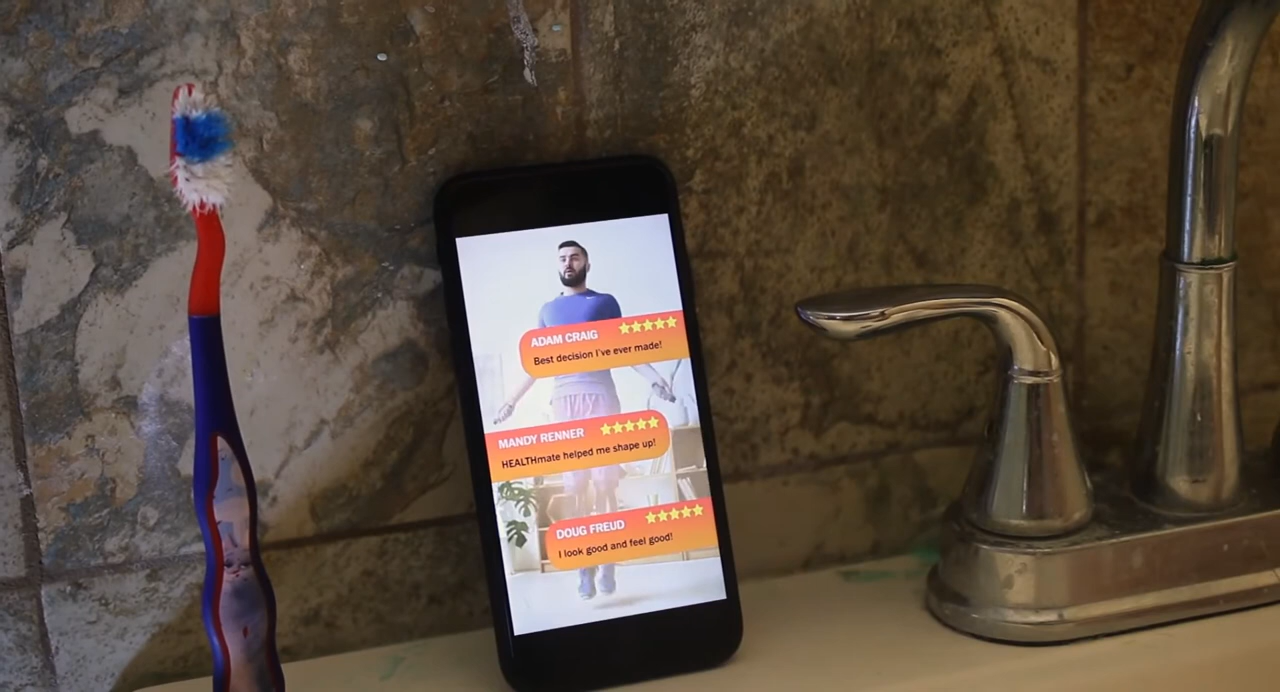 ADAM CRAIG
Best decision I've ever made!
MANDY RENNER
HEALTHmate helped me shape up!
DOUG FREUD
I look good and feel good!